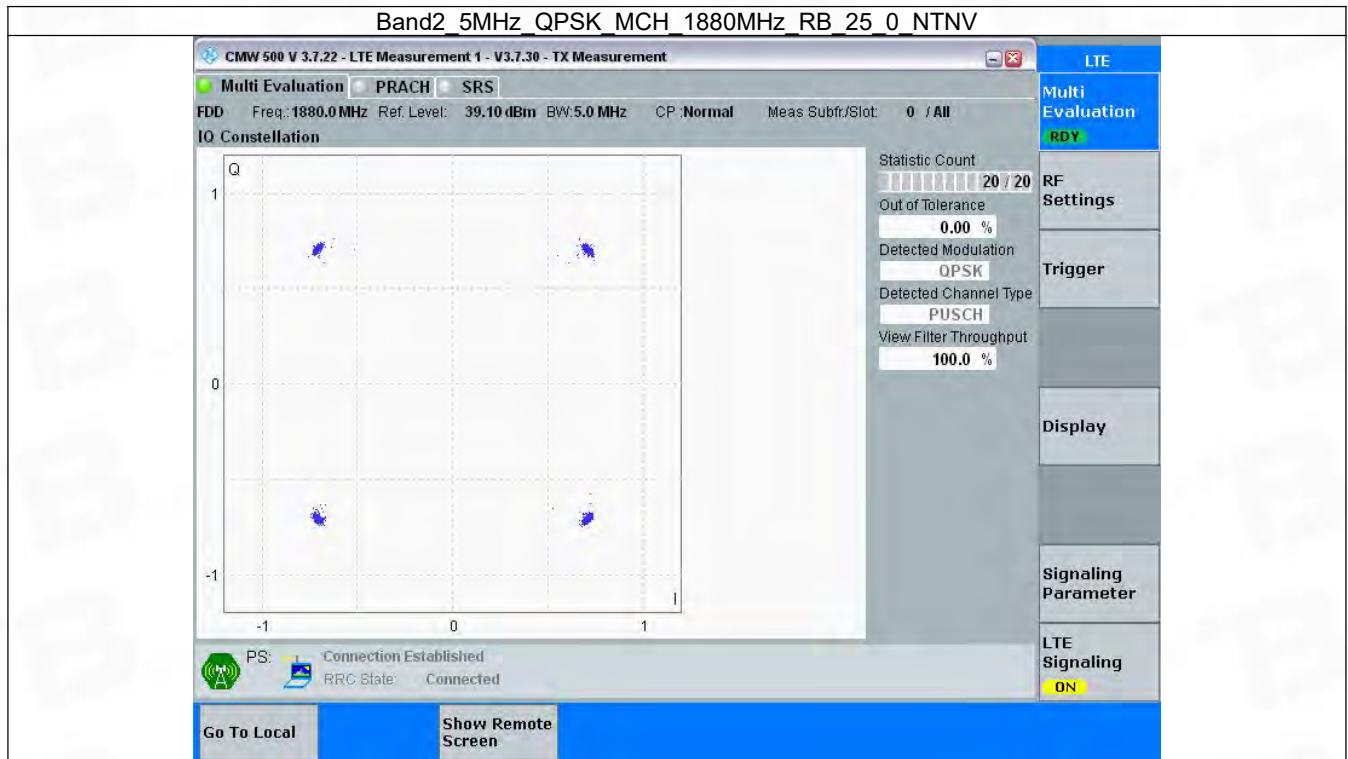 Band2_5MHz_QPSK_MCH_1880MHz_RB_25_0_NTNV
CMW 500 V 3.7.22 - LTE Measurement 1 - V3.7.30 - TX Measurement
LTE
Multi Evaluation PRACH SRS
Multi
Evaluation
RDY
FDD Freq.: 1880.0 MHz Ref. Level: 39.10 dBm BW: 5.0 MHz CP :Normal Meas Subfr./Slot: 0 / All
IQ Constellation
Q
1
0
-1
I
-1 0 1
Statistic Count
20 / 20
Out of Tolerance
0.00 %
Detected Modulation
QPSK
Detected Channel Type
PUSCH
View Filter Throughput
100.0 %
RF
Settings
Trigger
Display
Signaling
Parameter
LTE
Signaling
ON
PS: Connection Established
RRC State: Connected
Go To Local
Show Remote
Screen